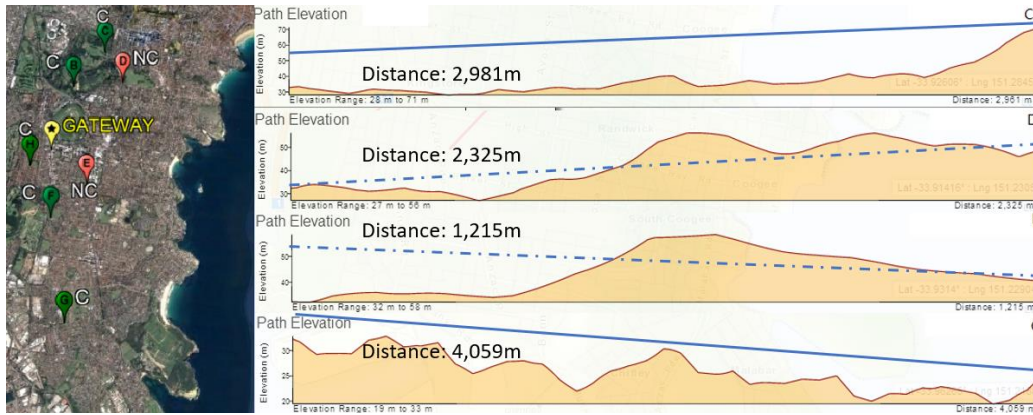 C
C
C
B
D
NC
C
GATEWAY
H
E
C
F
NC
G
C
Path Elevation
C
Elevation (m)
70
60
50
40
30
Distance: 2,981m
Elevation Range: 28 m to 71 m
Distance: 2,981 m
Path Elevation
D
Elevation (m)
50
40
30
Distance: 2,325m
Elevation Range: 27 m to 56 m
Distance: 2,325 m
Path Elevation
Elevation (m)
50
40
Distance: 1,215m
Elevation Range: 32 m to 58 m
Distance: 1,215 m
Path Elevation
Elevation (m)
30
25
20
Distance: 4,059m
Elevation Range: 19 m to 33 m
Distance: 4,059 m